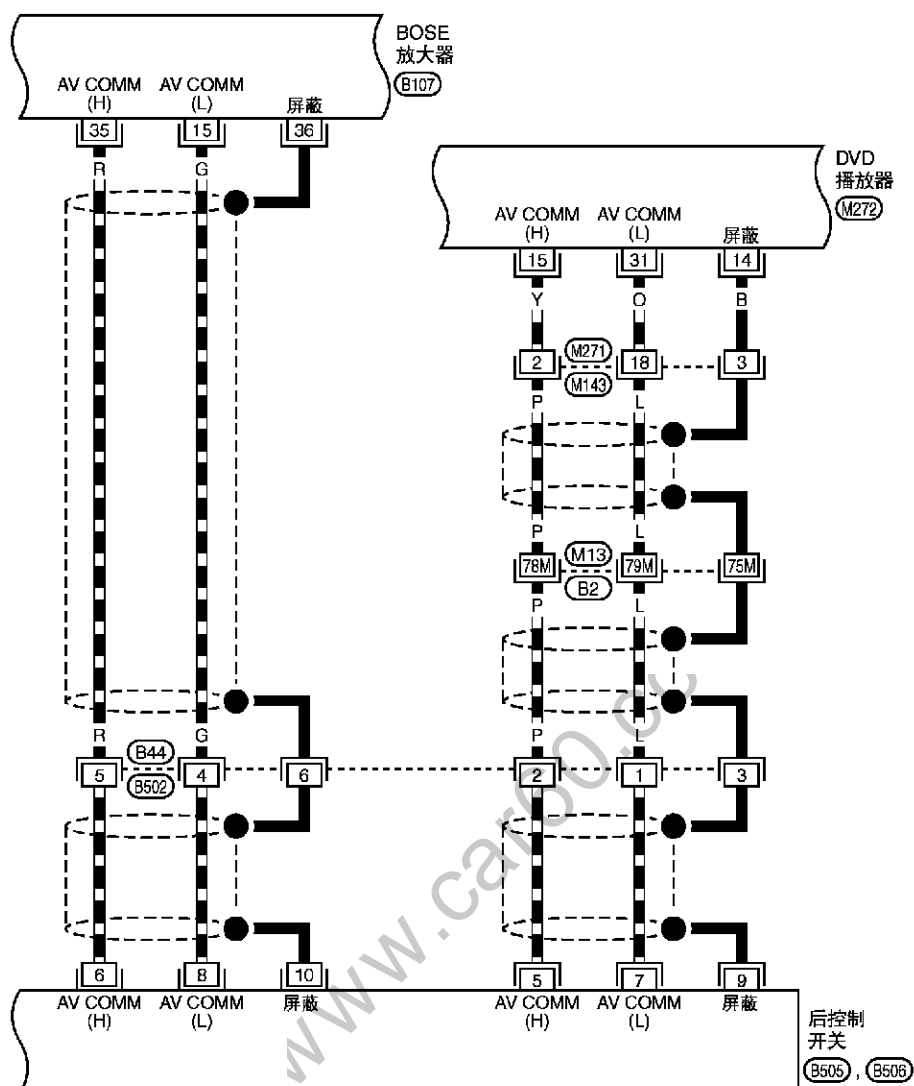 BOSE
放大器
B107
AV COMM
(H)
AV COMM
(L)
屏蔽
35
15
36
R
G
DVD
播放器
M272
AV COMM
(H)
AV COMM
(L)
屏蔽
15
31
14
Y
O
B
2
M271
M143
18
3
P
L
P
L
78M
M13
B2
79M
75M
P
L
R
G
P
L
5
B44
B502
4
6
2
1
3
6
8
10
5
7
9
AV COMM
(H)
AV COMM
(L)
屏蔽
AV COMM
(H)
AV COMM
(L)
屏蔽
后控制
开关
B505 , B506
www.car60.cc